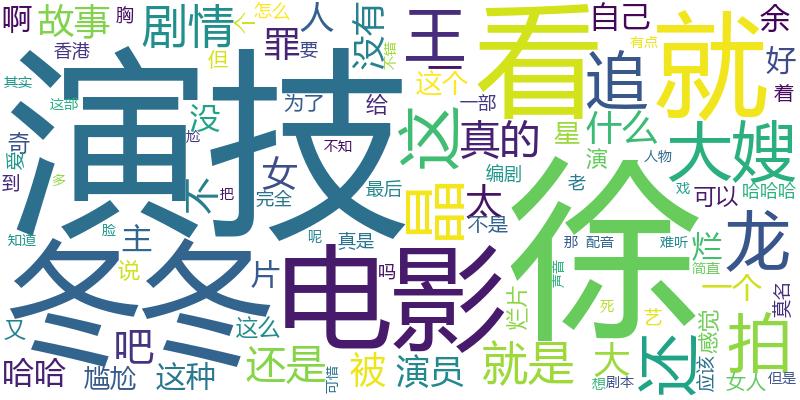 啊 故事 胸 个 怎么 剧情 但 罪 人 要 没有 不错 王 看 自己 有点 就 余
香港 好
其实 这部 演技 没 为了 给 这个 一部 追 着
奇 爱 尬 不知 这 真的 星 什么 大嫂
到 多 不 女 把 完全 最后 晶 太 编剧 演 老 人物 戏 可以 哈哈哈
知道 脸 主 呢 真是 不是 徐 那 配音 难听 龙
冬冬 说 片 吗 电影 声音 简直 一个 莫名
又 吧 这么 烂片 死 艺 还 感觉 拍
哈哈 尴尬 这种 还是 可惜 被 演员 就是 大 想 剧本 应该 女人 但是